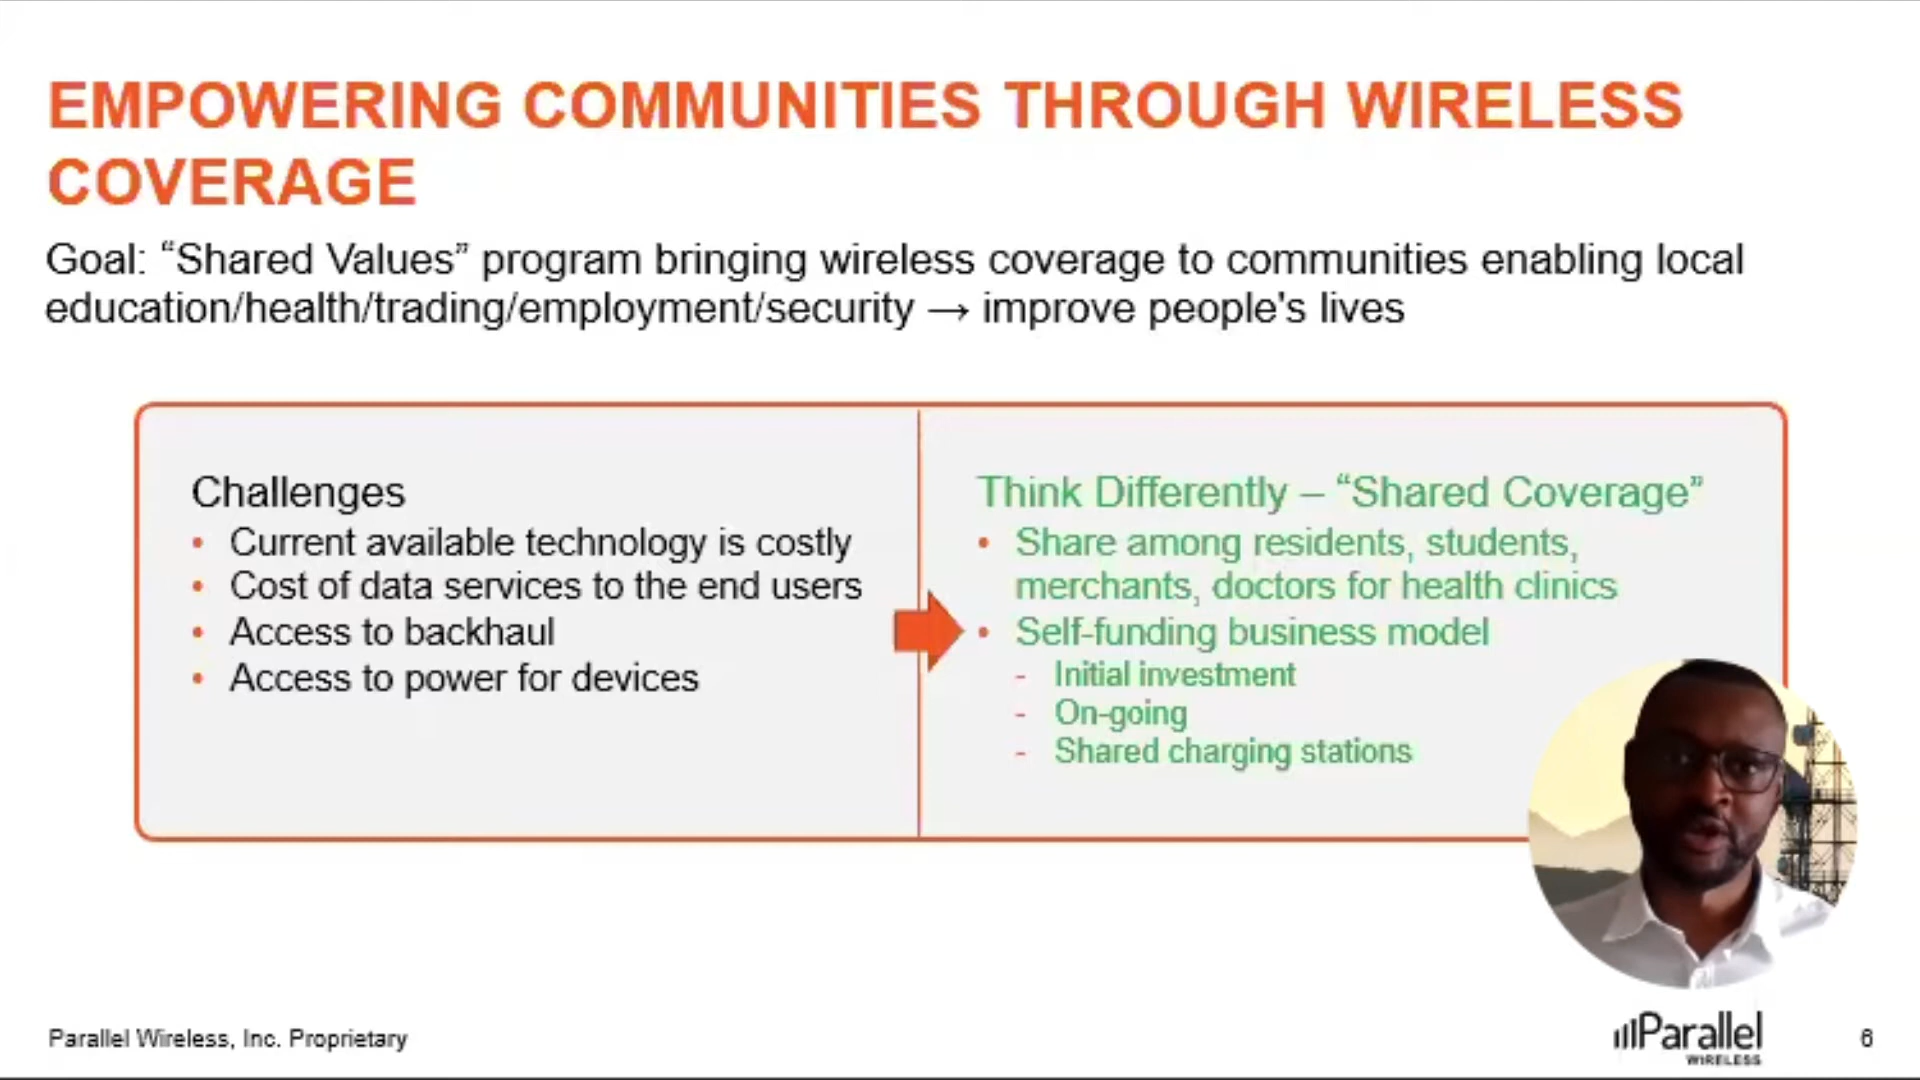 EMPOWERING COMMUNITIES THROUGH WIRELESS
COVERAGE
Goal: “Shared Values” program bringing wireless coverage to communities enabling local
education/health/trading/employment/security → improve people's lives
Challenges
• Current available technology is costly
• Cost of data services to the end users
• Access to backhaul
• Access to power for devices
Think Differently – “Shared Coverage”
• Share among residents, students,
merchants, doctors for health clinics
• Self-funding business model
- Initial investment
- On-going
- Shared charging stations
Parallel Wireless, Inc. Proprietary
Parallel
WIRELESS
6